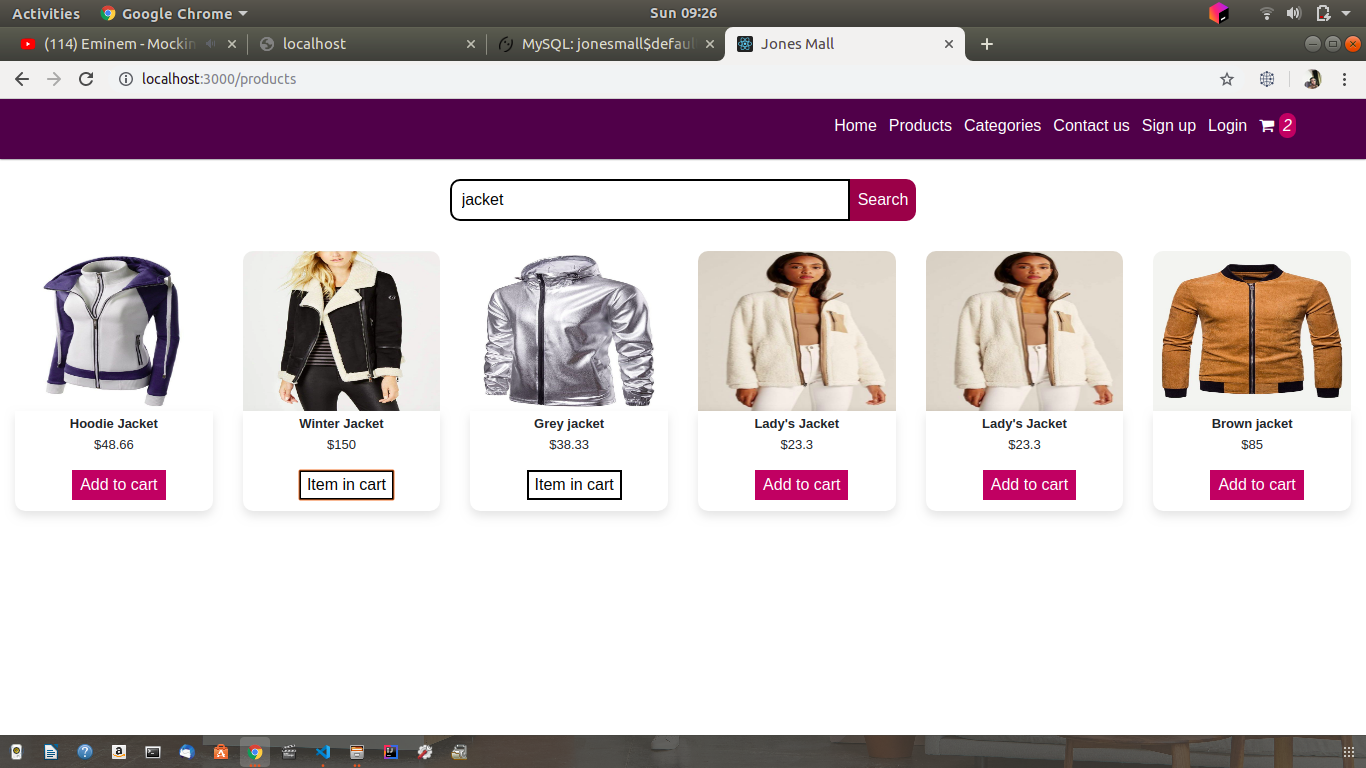 Activities Google Chrome Sun 09:26
(114) Eminem - Mockin localhost MySQL: jonesmall$defaul Jones Mall
localhost:3000/products
Home Products Categories Contact us Sign up Login 2
jacket Search
Hoodie Jacket Winter Jacket Grey jacket Lady's Jacket Lady's Jacket Brown jacket
$48.66 $150 $38.33 $23.3 $23.3 $85
Add to cart Item in cart Item in cart Add to cart Add to cart Add to cart